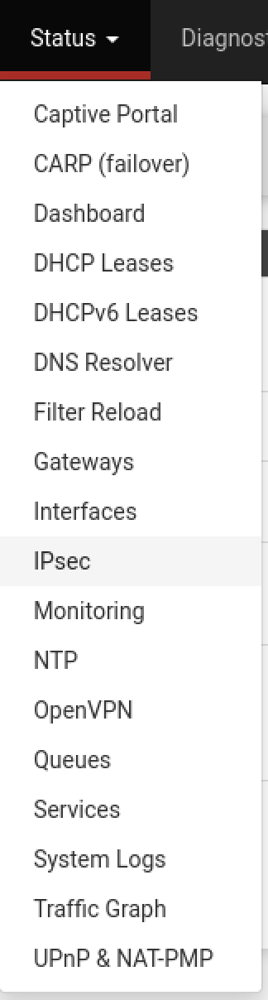 Status
Diagnost
Captive Portal
CARP (failover)
Dashboard
DHCP Leases
DHCPv6 Leases
DNS Resolver
Filter Reload
Gateways
Interfaces
IPsec
Monitoring
NTP
OpenVPN
Queues
Services
System Logs
Traffic Graph
UPnP & NAT-PMP